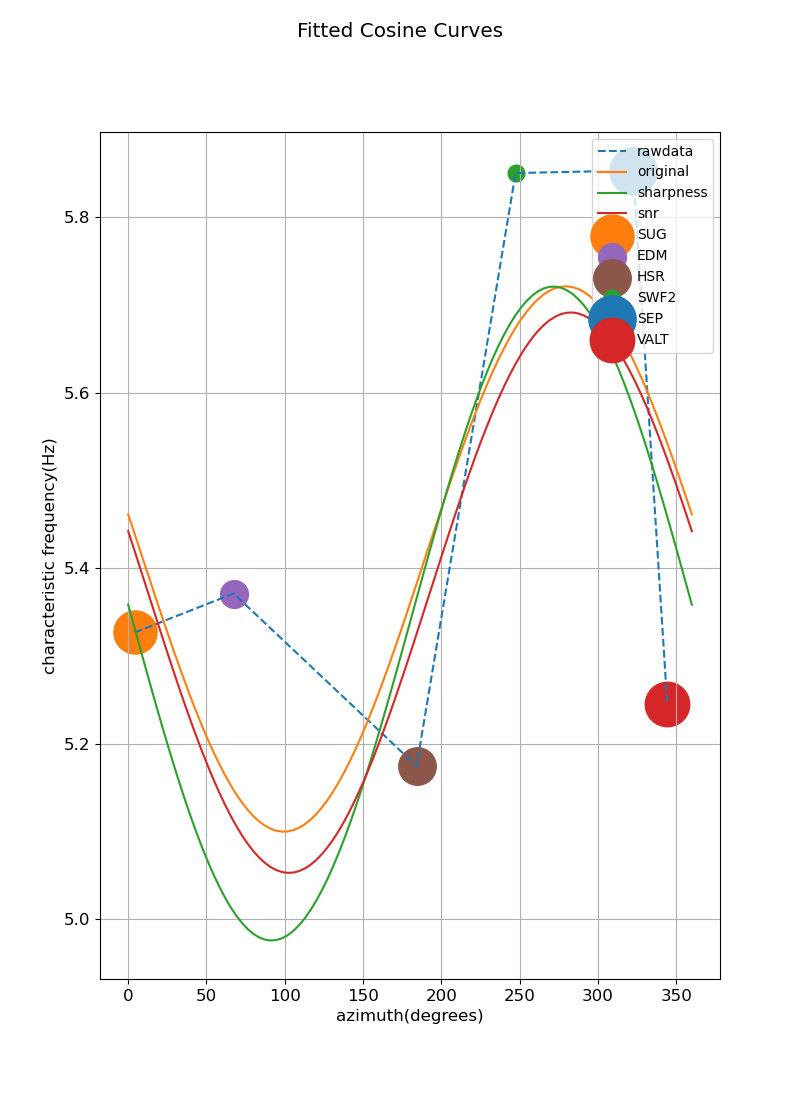 Fitted Cosine Curves
rawdata
original
sharpness
snr
SUG
EDM
HSR
SWF2
SEP
VALT
5.8
5.6
5.4
5.2
5.0
characteristic frequency(Hz)
0 50 100 150 200 250 300 350
azimuth(degrees)